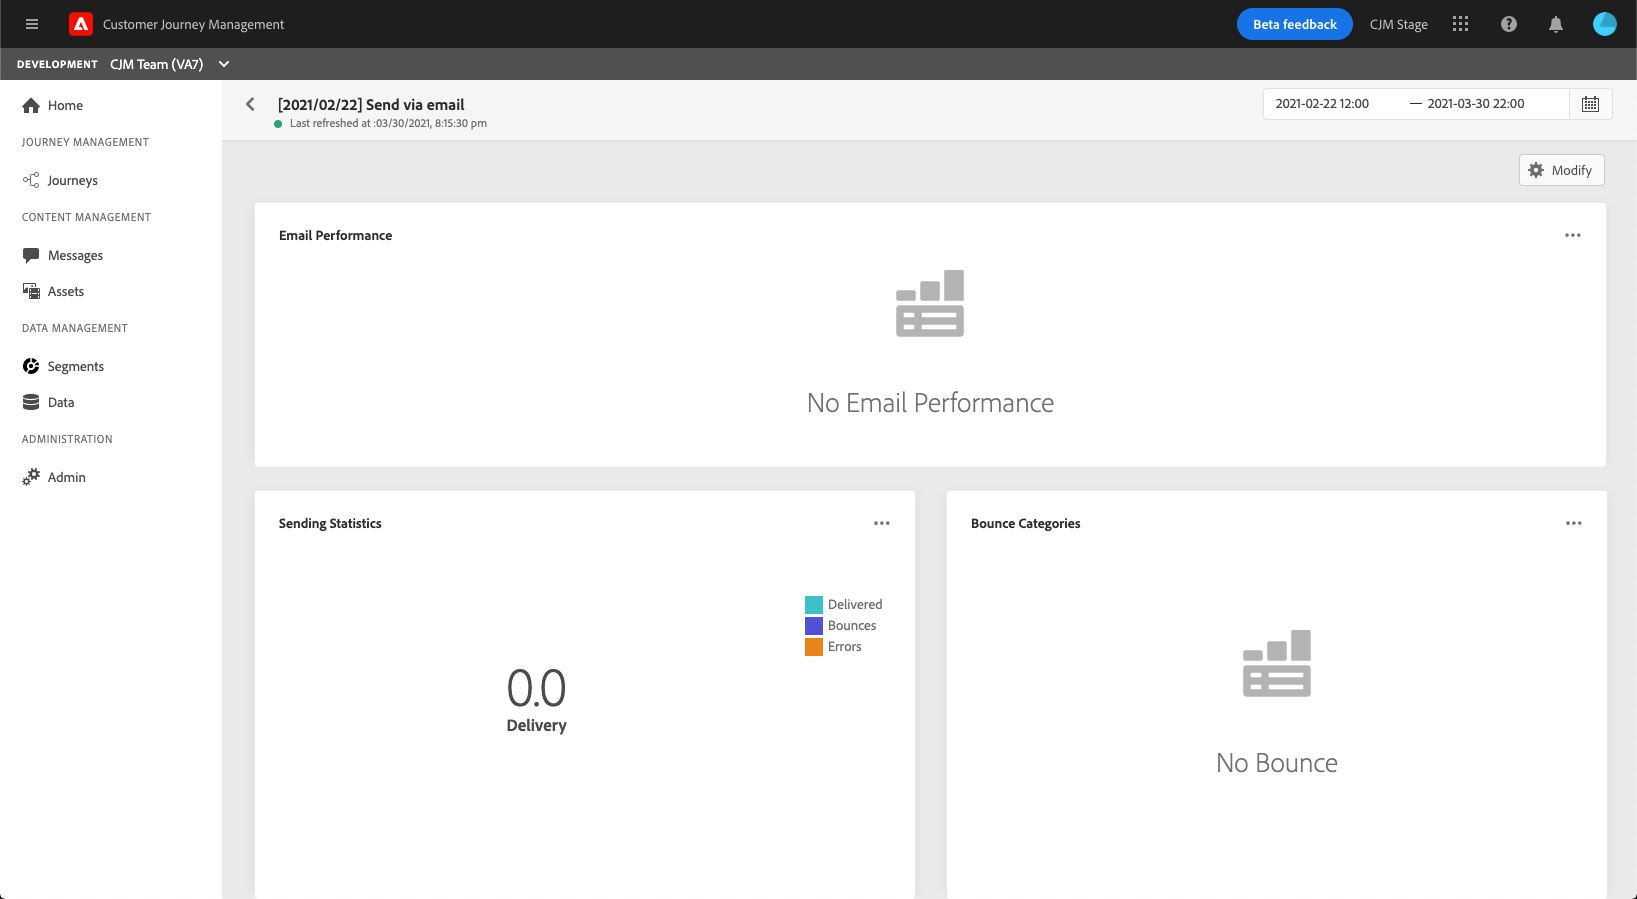 Customer Journey Management
Beta feedback
CJM Stage
DEVELOPMENT CJM Team (VA7)
Home
JOURNEY MANAGEMENT
Journeys
CONTENT MANAGEMENT
Messages
Assets
DATA MANAGEMENT
Segments
Data
ADMINISTRATION
Admin
[2021/02/22] Send via email
Last refreshed at :03/30/2021, 8:15:30 pm
2021-02-22 12:00 — 2021-03-30 22:00
Modify
Email Performance
No Email Performance
Sending Statistics
Delivered
Bounces
Errors
0.0
Delivery
Bounce Categories
No Bounce